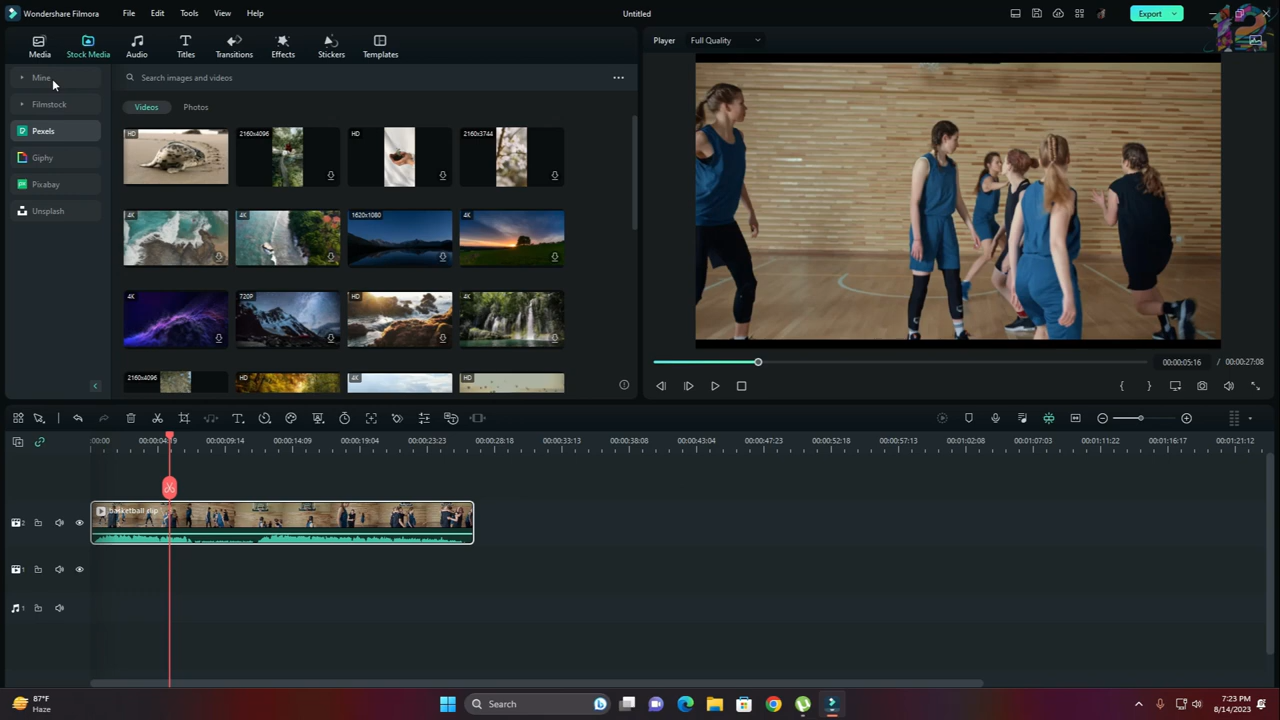 Wondershare Filmora File Edit Tools View Help Untitled Export
Media Stock Media Audio Titles Transitions Effects Stickers Templates
Player Full Quality
Mine
Filmstock
Pexels
Giphy
Pixabay
Unsplash
Search images and videos
Videos Photos
HD 2160x4096 HD 2160x3744
4K 4K 1620x1080 4K
4K 720P HD 4K
2160x4096 HD 4K HD
00:00:05:16 / 00:00:27:08
:00:00 00:00:04:19 00:00:09:14 00:00:14:09 00:00:19:04 00:00:23:23 00:00:28:18 00:00:33:13 00:00:38:08 00:00:43:04 00:00:47:23 00:00:52:18 00:00:57:13 00:01:02:08 00:01:07:03 00:01:11:22 00:01:16:17 00:01:21:12
basketball clip
2
1
1
87°F
Haze
Search
7:23 PM
8/14/2023
12